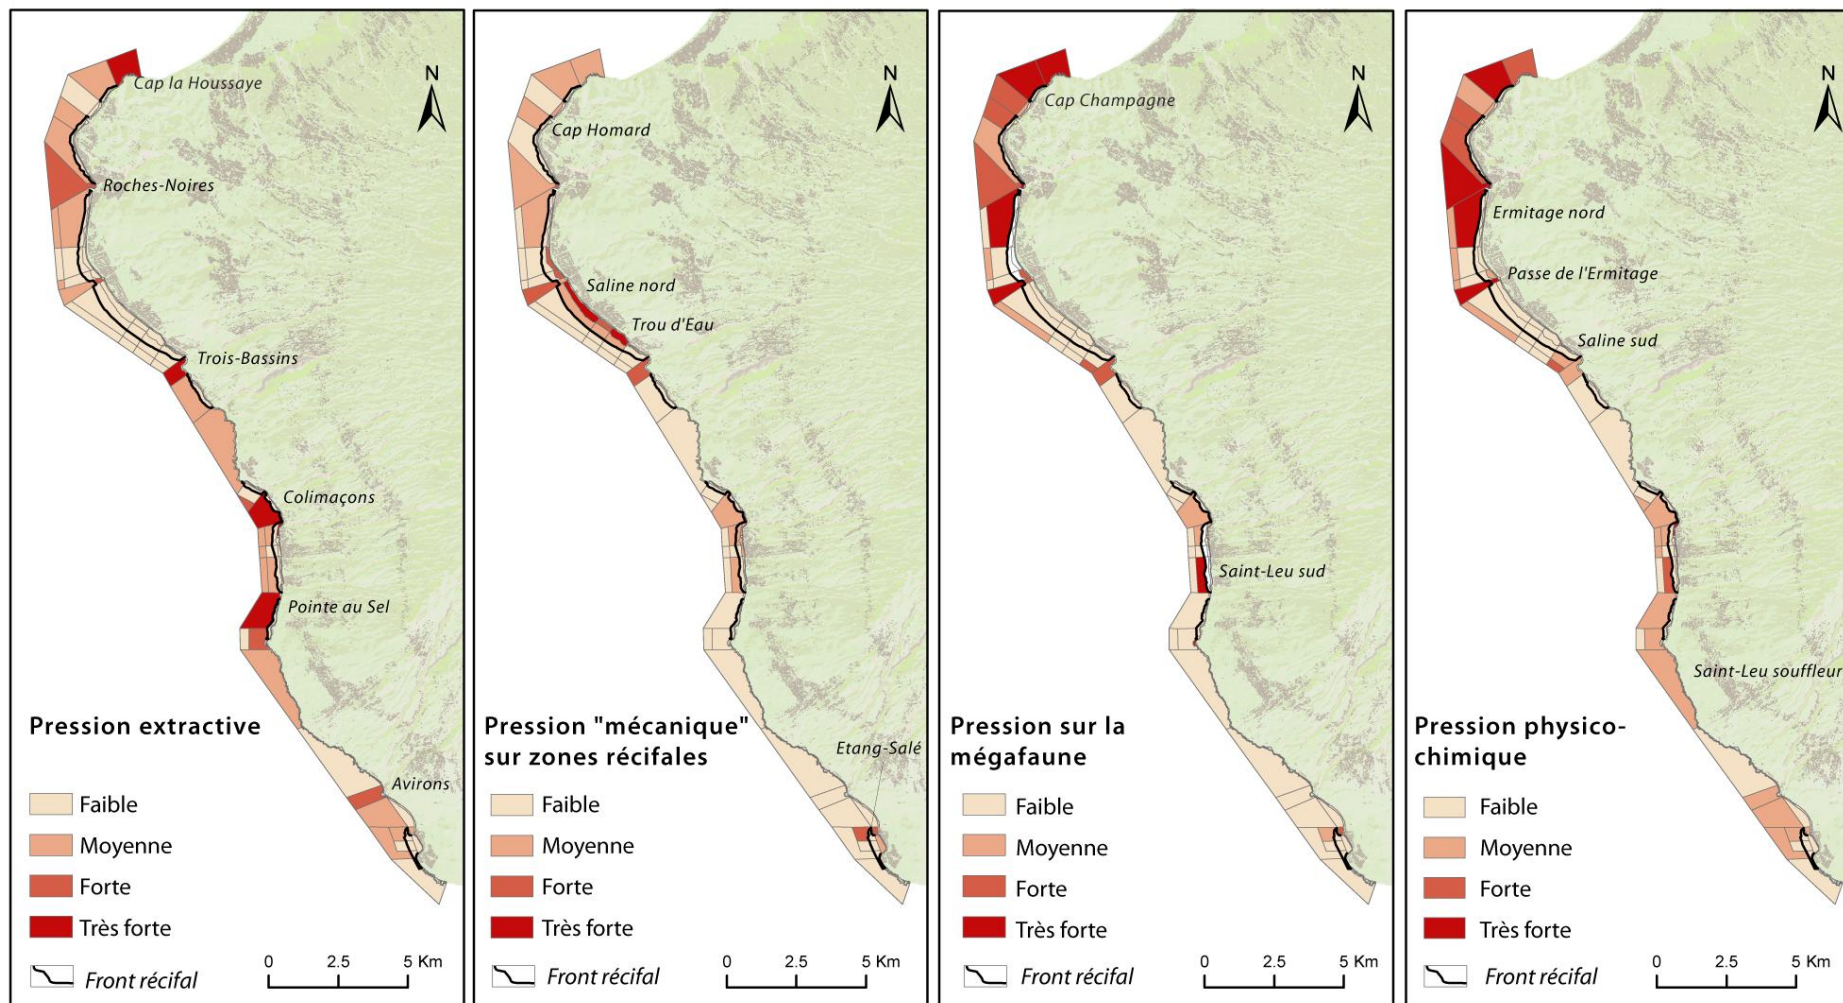 N
Cap la Houssaye
Roches-Noires
Trois-Bassins
Colimaçons
Pointe au Sel
Avirons
Pression extractive
Faible
Moyenne
Forte
Très forte
Front récifal
0 2.5 5 Km
N
Cap Homard
Saline nord
Trou d'Eau
Etang-Salé
Pression "mécanique"
sur zones récifales
Faible
Moyenne
Forte
Très forte
Front récifal
0 2.5 5 Km
N
Cap Champagne
Saint-Leu sud
Pression sur la
mégafaune
Faible
Moyenne
Forte
Très forte
Front récifal
0 2.5 5 Km
N
Ermitage nord
Passe de l'Ermitage
Saline sud
Saint-Leu souffleur
Pression physico-
chimique
Faible
Moyenne
Forte
Très forte
Front récifal
0 2.5 5 Km